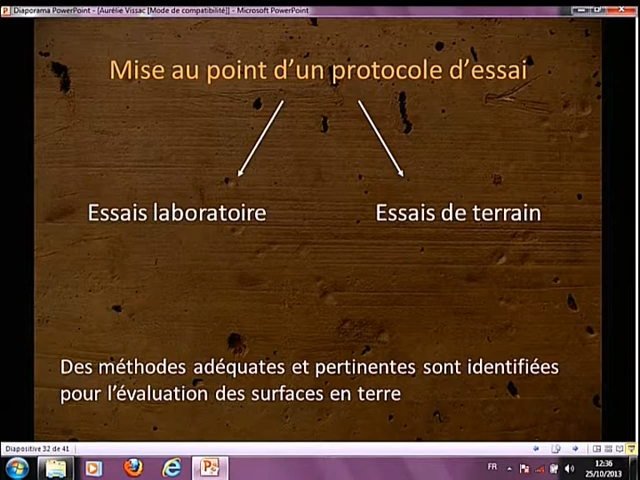 Diaporama PowerPoint - [Aurélie Vissac [Mode de compatibilité]] - Microsoft PowerPoint
Mise au point d'un protocole d'essai
Essais laboratoire
Essais de terrain
Des méthodes adéquates et pertinentes sont identifiées
pour l'évaluation des surfaces en terre
Diapositive 32 de 41
FR
12:36
25/10/2013